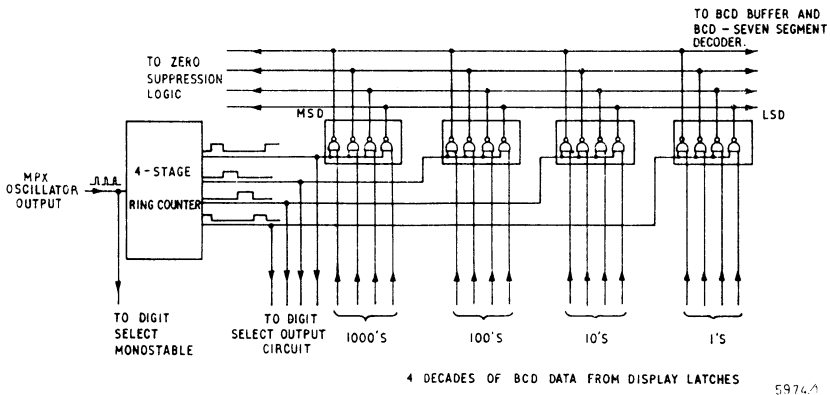 TO BCD BUFFER AND
BCD - SEVEN SEGMENT
DECODER.
TO ZERO
SUPPRESSION
LOGIC
MSD
LSD
MPX
OSCILLATOR
OUTPUT
4-STAGE
RING COUNTER
TO DIGIT
SELECT
MONOSTABLE
TO DIGIT
SELECT OUTPUT
CIRCUIT
1000'S
100'S
10'S
1'S
4 DECADES OF BCD DATA FROM DISPLAY LATCHES